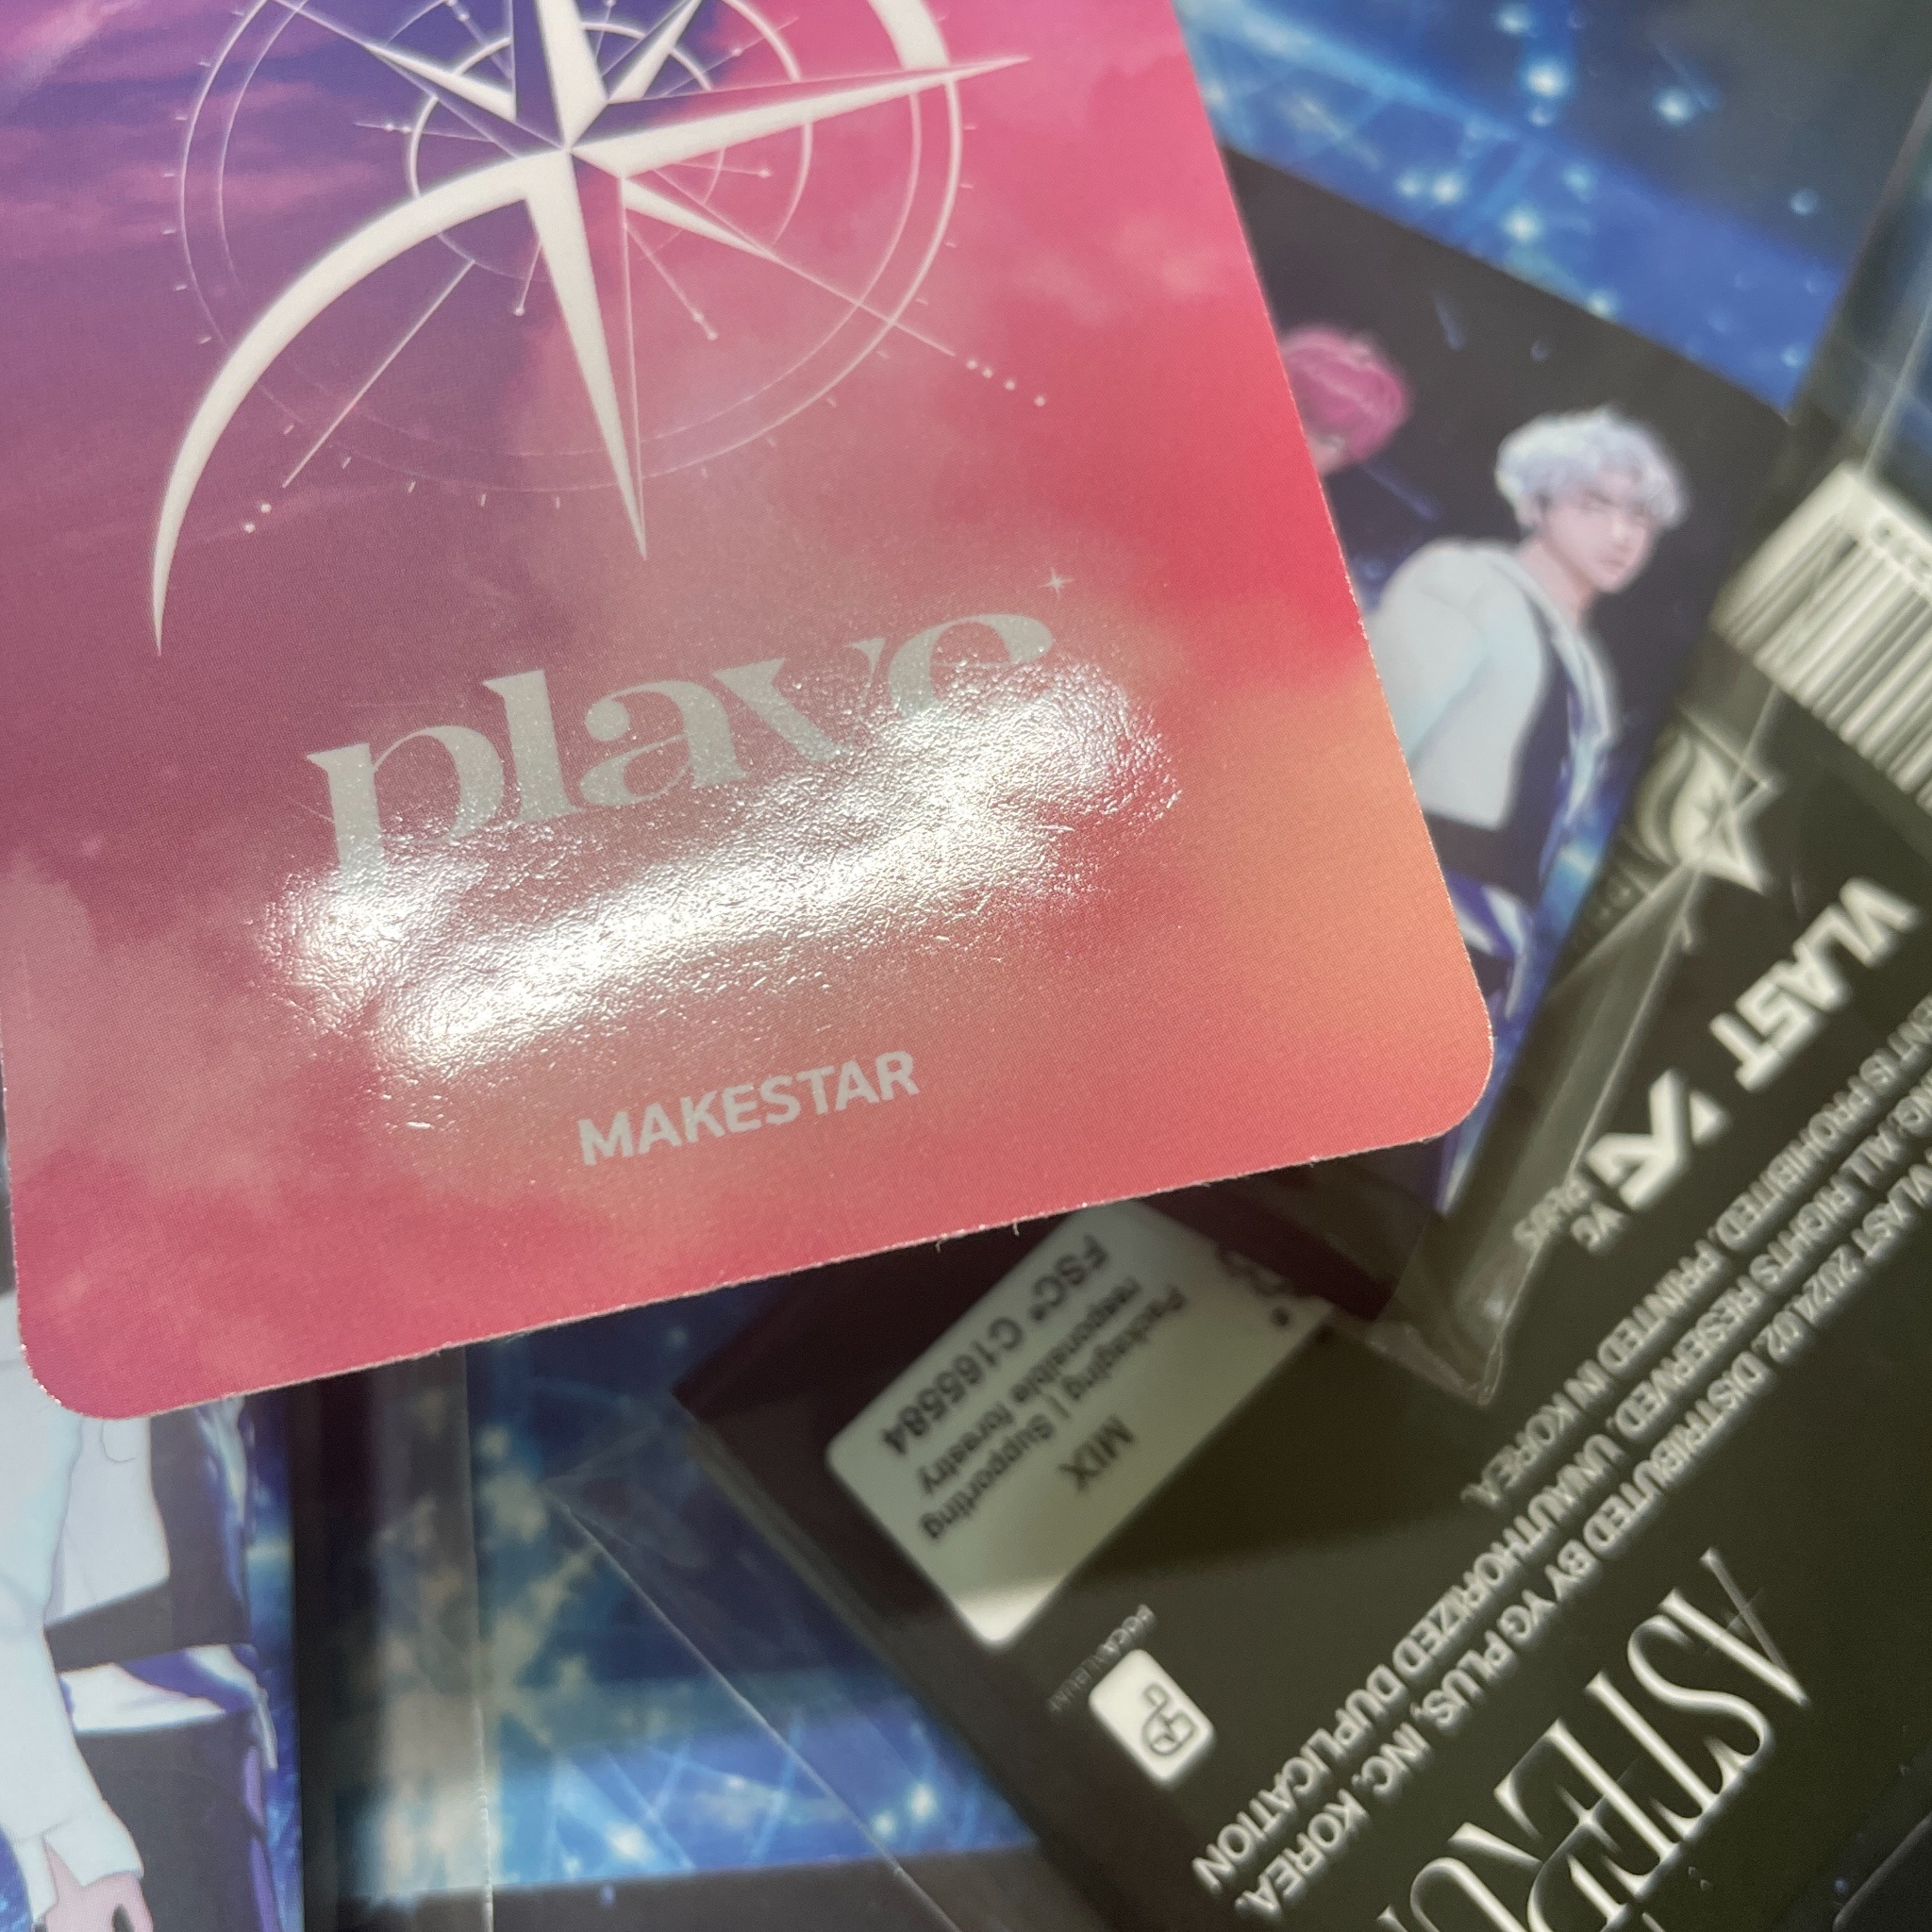 plave
MAKESTAR
VLAST
YG
PLUS
VLAST 2024.02. DISTRIBUTED BY YG PLUS, INC. KOREA.
ALL RIGHTS RESERVED. UNAUTHORIZED DUPLICATION
IS PROHIBITED. PRINTED IN KOREA.
MIX
Packaging | Supporting
responsible forestry
FSC® C165584
POCAALBUM